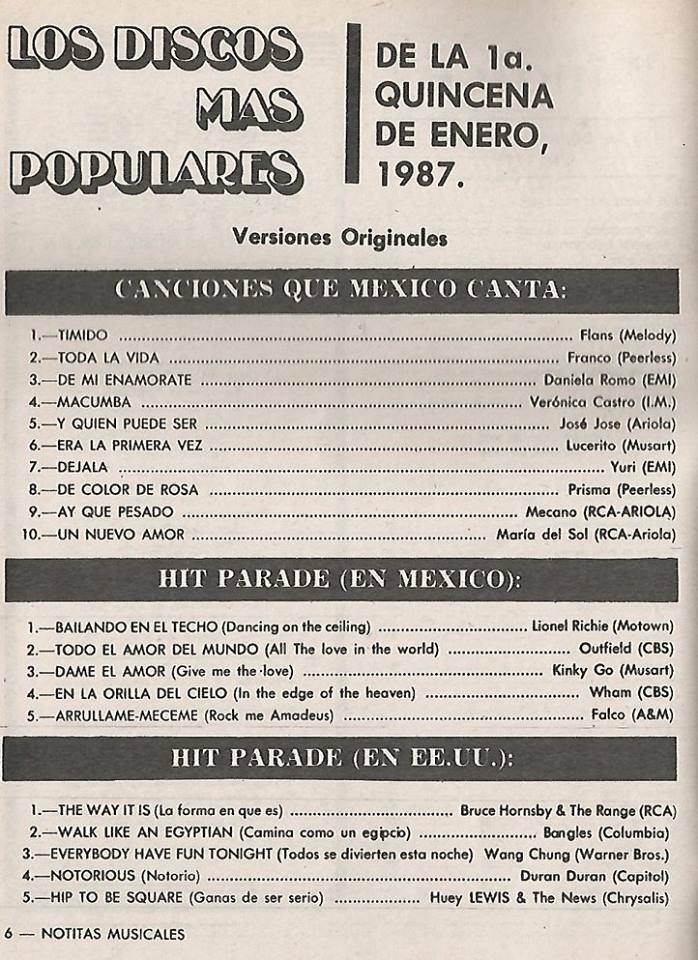 LOS DISCOS
MAS
POPULARES
DE LA 1a.
QUINCENA
DE ENERO,
1987.
Versiones Originales
CANCIONES QUE MEXICO CANTA:
1.—TIMIDO ........ Flans (Melody)
2.—TODA LA VIDA ........ Franco (Peerless)
3.—DE MI ENAMORATE ........ Daniela Romo (EMI)
4.—MACUMBA ........ Verónica Castro (I.M.)
5.—Y QUIEN PUEDE SER ........ José Jose (Ariola)
6.—ERA LA PRIMERA VEZ ........ Lucerito (Musart)
7.—DEJALA ........ Yuri (EMI)
8.—DE COLOR DE ROSA ........ Prisma (Peerless)
9.—AY QUE PESADO ........ Mecano (RCA-ARIOLA)
10.—UN NUEVO AMOR ........ María del Sol (RCA-Ariola)
HIT PARADE (EN MEXICO):
1.—BAILANDO EN EL TECHO (Dancing on the ceiling) ........ Lionel Richie (Motown)
2.—TODO EL AMOR DEL MUNDO (All The love in the world) ........ Outfield (CBS)
3.—DAME EL AMOR (Give me the love) ........ Kinky Go (Musart)
4.—EN LA ORILLA DEL CIELO (In the edge of the heaven) ........ Wham (CBS)
5.—ARRULLAME-MECEME (Rock me Amadeus) ........ Falco (A&M)
HIT PARADE (EN EE.UU.):
1.—THE WAY IT IS (La forma en que es) ........ Bruce Hornsby & The Range (RCA)
2.—WALK LIKE AN EGYPTIAN (Camina como un egipcio) ........ Bangles (Columbia)
3.—EVERYBODY HAVE FUN TONIGHT (Todos se divierten esta noche) Wang Chung (Warner Bros.)
4.—NOTORIOUS (Notorio) ........ Duran Duran (Capitol)
5.—HIP TO BE SQUARE (Ganas de ser serio) ........ Huey LEWIS & The News (Chrysalis)
6 — NOTITAS MUSICALES